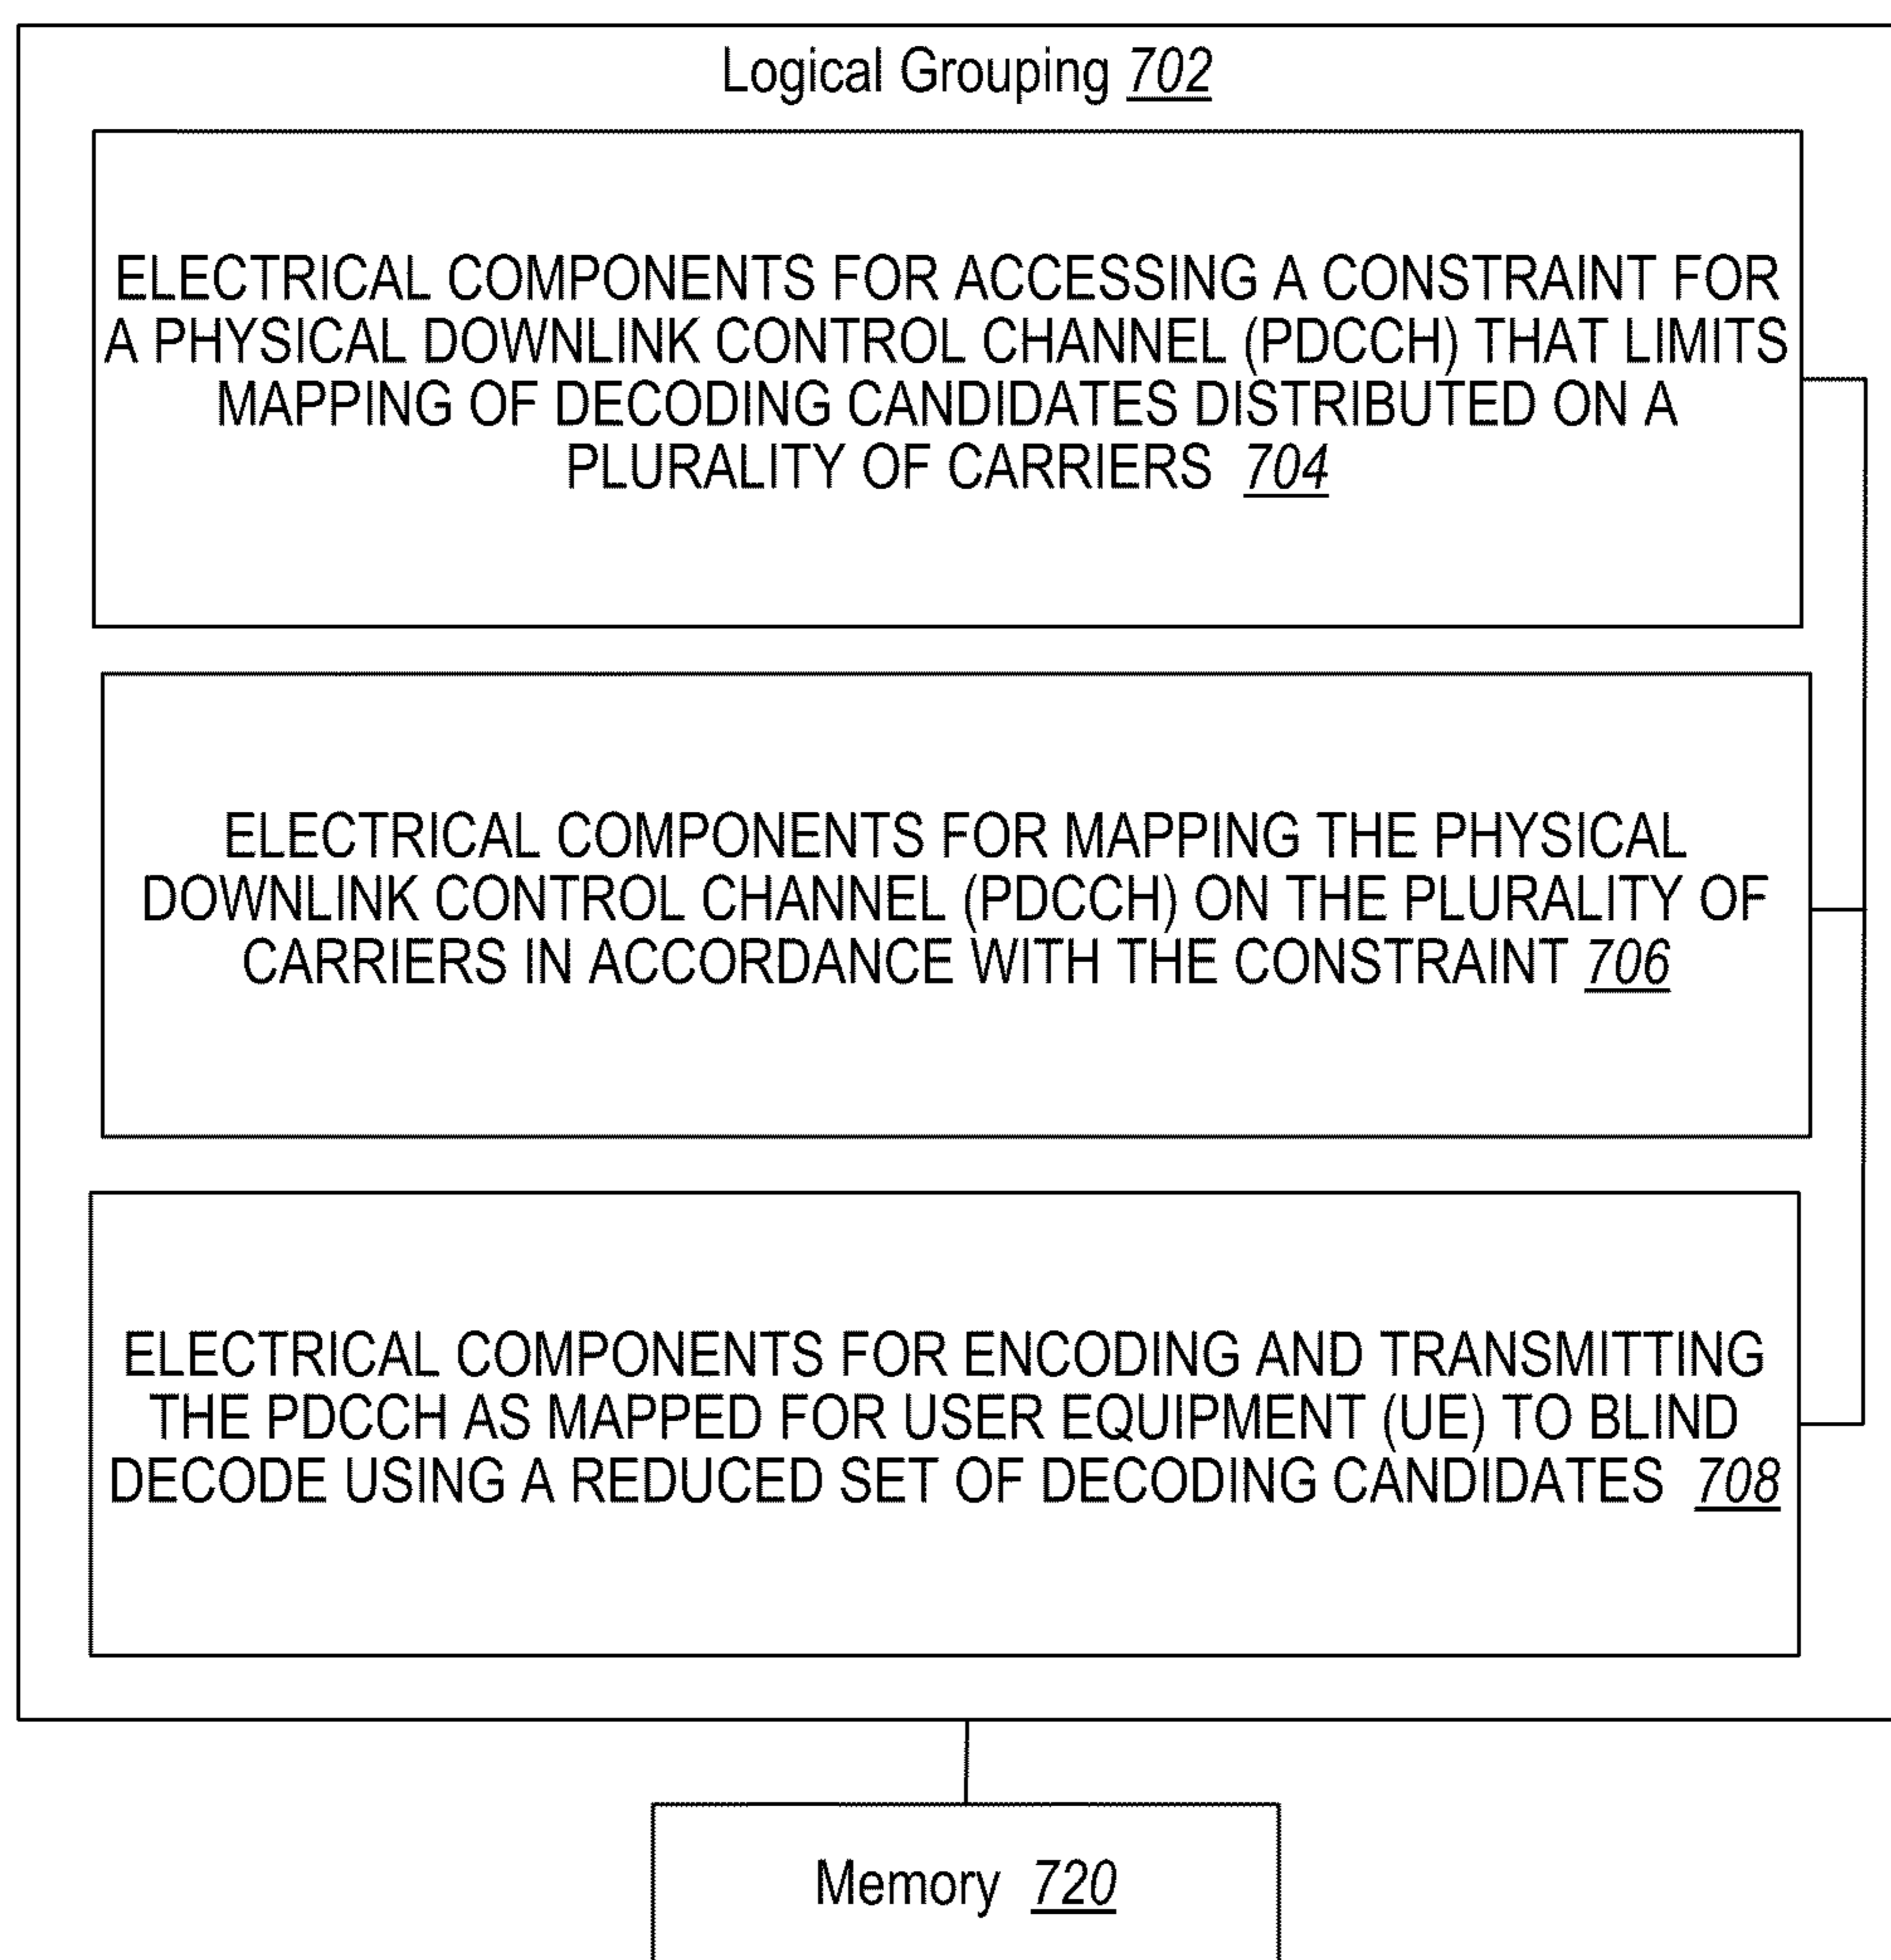 Logical Grouping 702
ELECTRICAL COMPONENTS FOR ACCESSING A CONSTRAINT FOR
A PHYSICAL DOWNLINK CONTROL CHANNEL (PDCCH) THAT LIMITS
MAPPING OF DECODING CANDIDATES DISTRIBUTED ON A
PLURALITY OF CARRIERS 704
ELECTRICAL COMPONENTS FOR MAPPING THE PHYSICAL
DOWNLINK CONTROL CHANNEL (PDCCH) ON THE PLURALITY OF
CARRIERS IN ACCORDANCE WITH THE CONSTRAINT 706
ELECTRICAL COMPONENTS FOR ENCODING AND TRANSMITTING
THE PDCCH AS MAPPED FOR USER EQUIPMENT (UE) TO BLIND
DECODE USING A REDUCED SET OF DECODING CANDIDATES 708
Memory 720